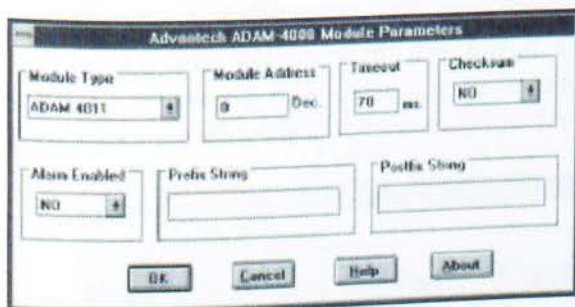 Advantech ADAM-4000 Module Parameters
Module Type
Module Address
Timeout
Checksum
ADAM 4011
0
Dec.
70
ms.
NO
Alarm Enabled
Prefix String
Postfix String
NO
OK
Cancel
Help
About